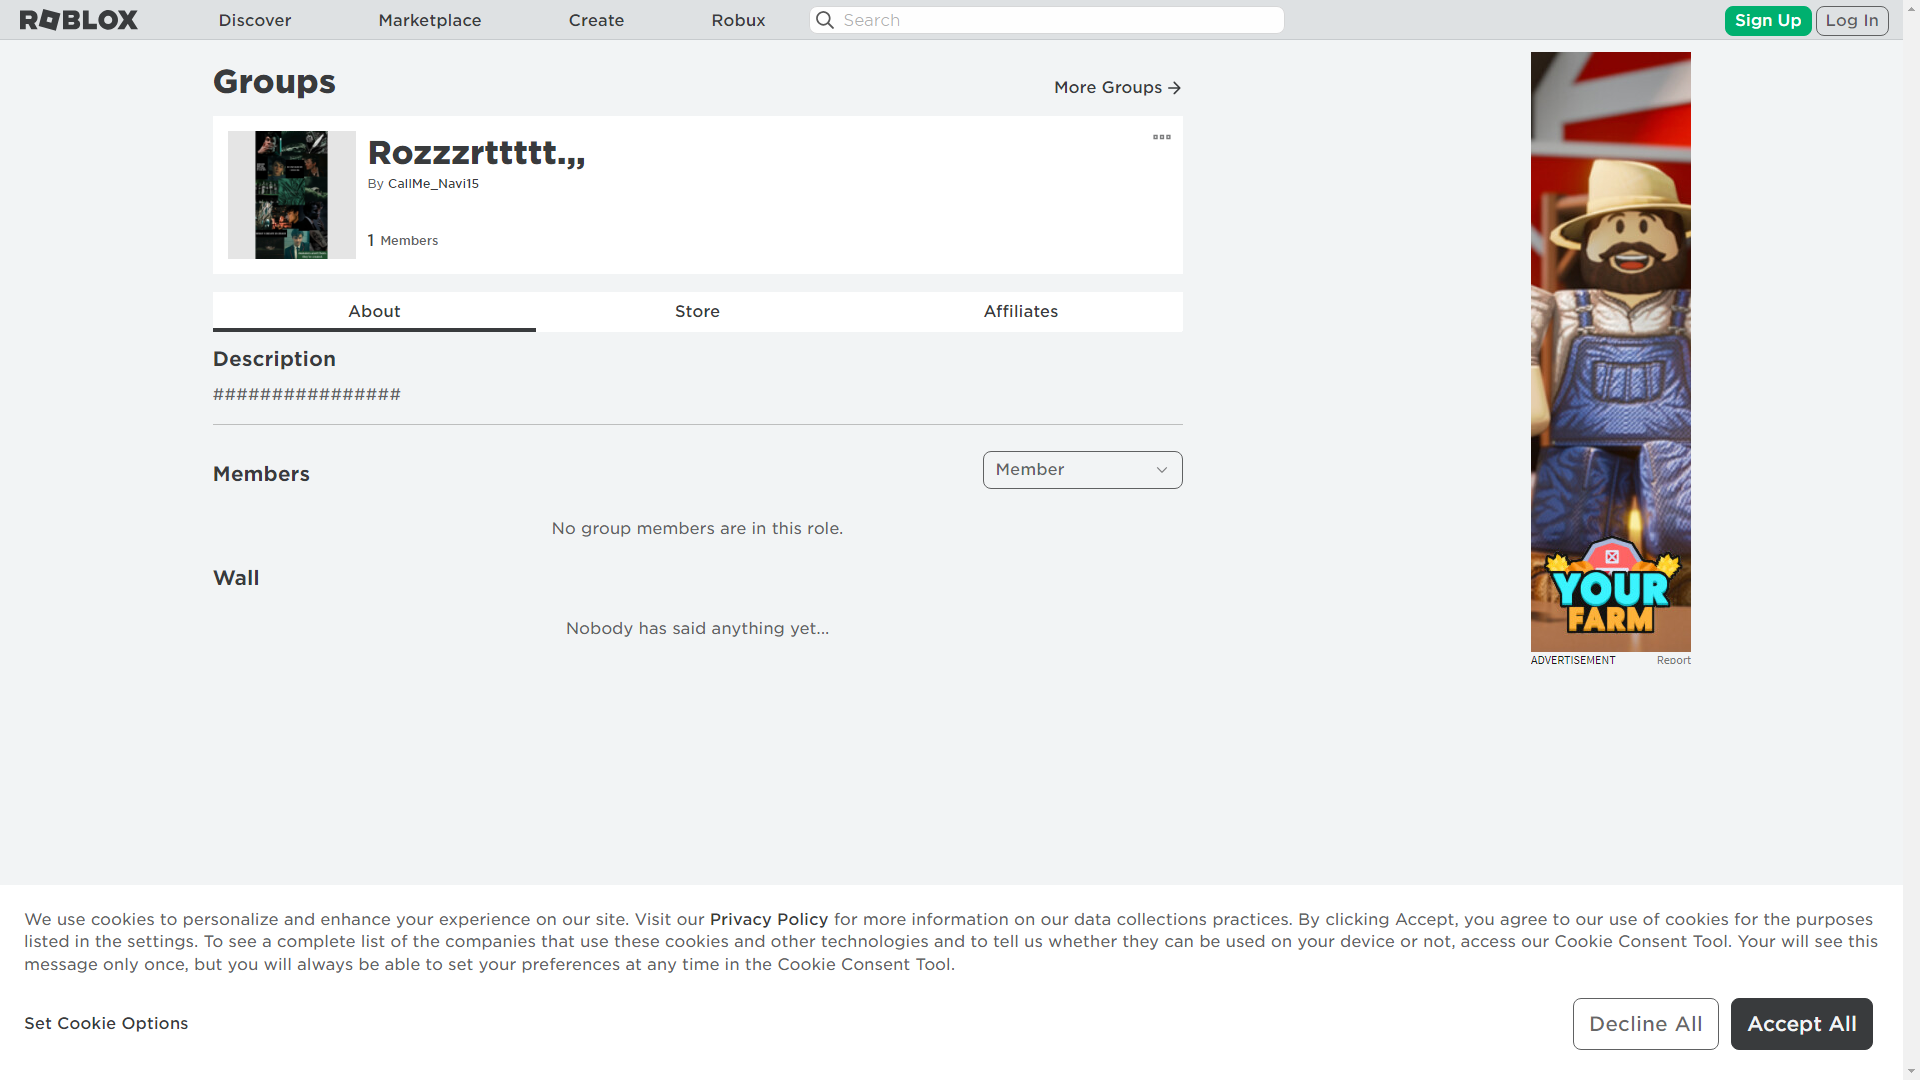 ROBLOX
Discover
Marketplace
Create
Robux
Search
Sign Up
Log In
Groups
More Groups
Rozzzrttttt.,,
By CallMe_Navi15
1 Members
About
Store
Affiliates
Description
################
Members
Member
No group members are in this role.
Wall
Nobody has said anything yet...
YOUR
FARM
ADVERTISEMENT
Report
We use cookies to personalize and enhance your experience on our site. Visit our Privacy Policy for more information on our data collections practices. By clicking Accept, you agree to our use of cookies for the purposes
listed in the settings. To see a complete list of the companies that use these cookies and other technologies and to tell us whether they can be used on your device or not, access our Cookie Consent Tool. Your will see this
message only once, but you will always be able to set your preferences at any time in the Cookie Consent Tool.
Set Cookie Options
Decline All
Accept All